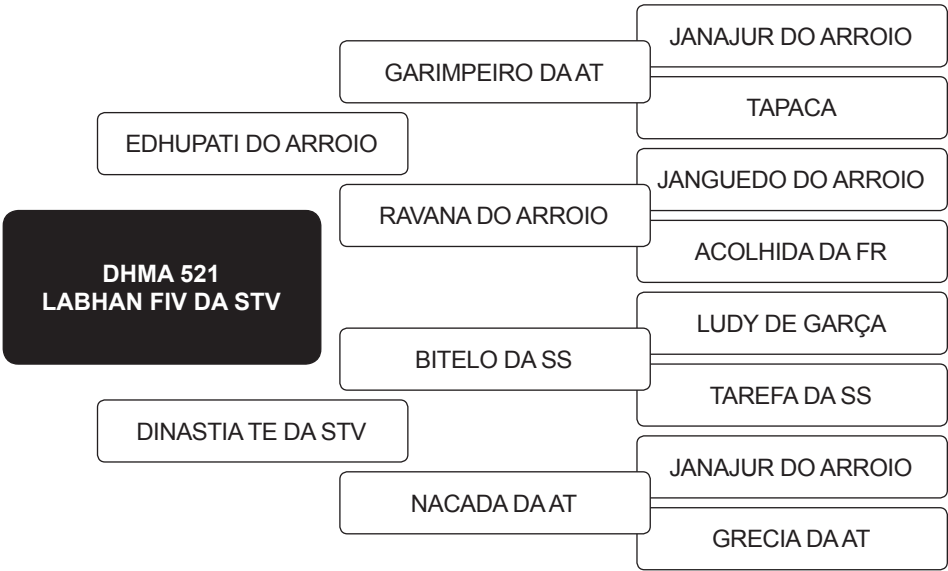 JANAJUR DO ARROIO
GARIMPEIRO DA AT
TAPACA
EDHUPATI DO ARROIO
JANGUEDO DO ARROIO
RAVANA DO ARROIO
ACOLHIDA DA FR
DHMA 521
LABHAN FIV DA STV
LUDY DE GARÇA
BITELO DA SS
TAREFA DA SS
DINASTIA TE DA STV
JANAJUR DO ARROIO
NACADA DA AT
GRECIA DA AT